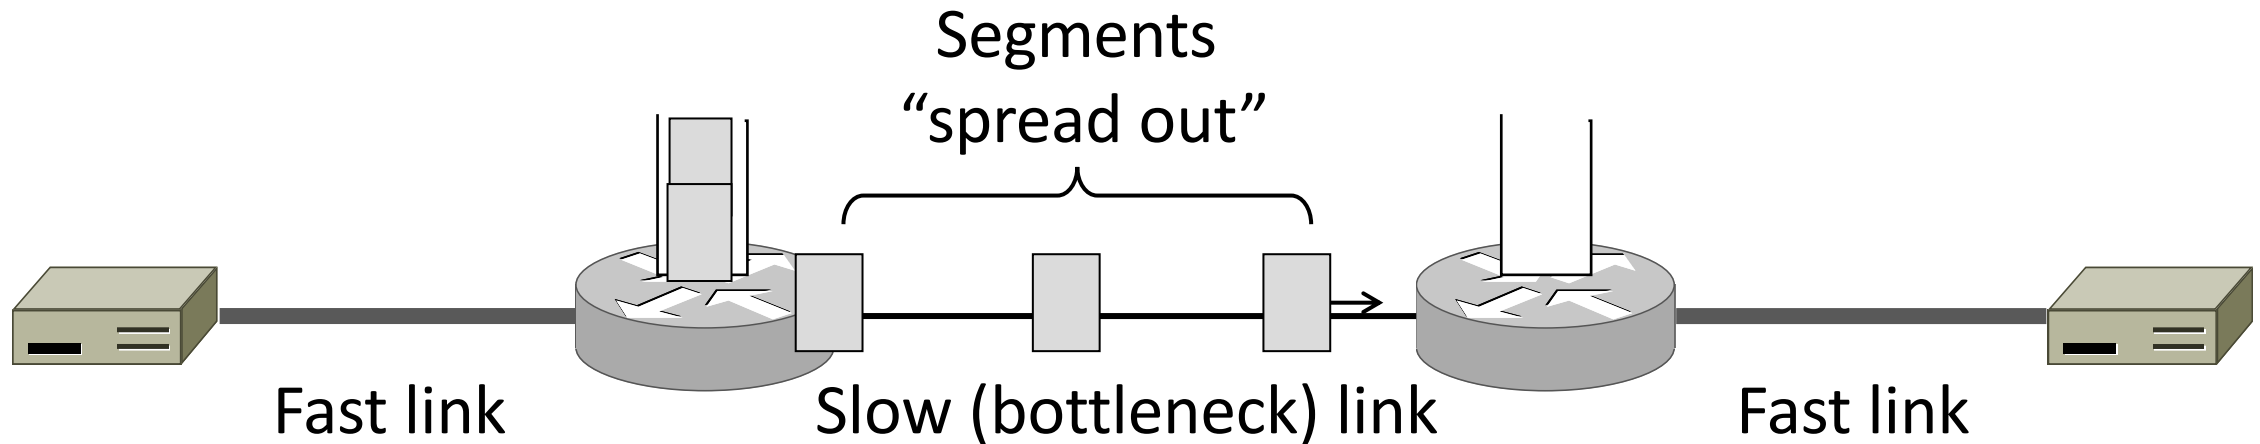 Segments
“spread out”
Fast link
Slow (bottleneck) link
Fast link